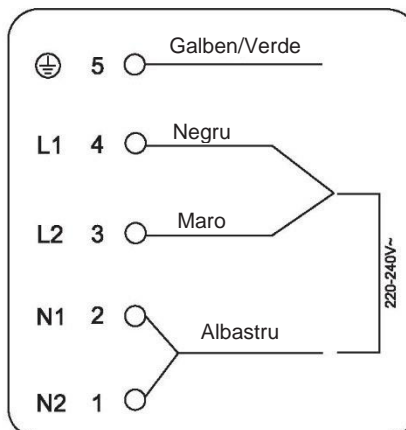 5 Galben/Verde
L1 4 Negru
L2 3 Maro
220-240V~
N1 2 Albastru
N2 1